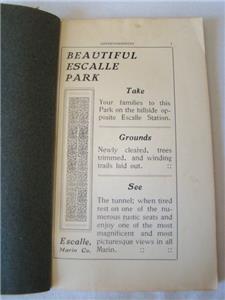 ADVERTISEMENTS
BEAUTIFUL
ESCALLE
PARK
Take
Your families to this
Park on the hillside op-
posite Escalle Station.
Grounds
Newly cleared, trees
trimmed, and winding
trails laid out. ::
See
The tunnel; when tired
rest on one of the nu-
merous rustic seats and
enjoy one of the most
magnificent and most
picturesque views in all
Marin. :: ::
Escalle,
Marin Co.